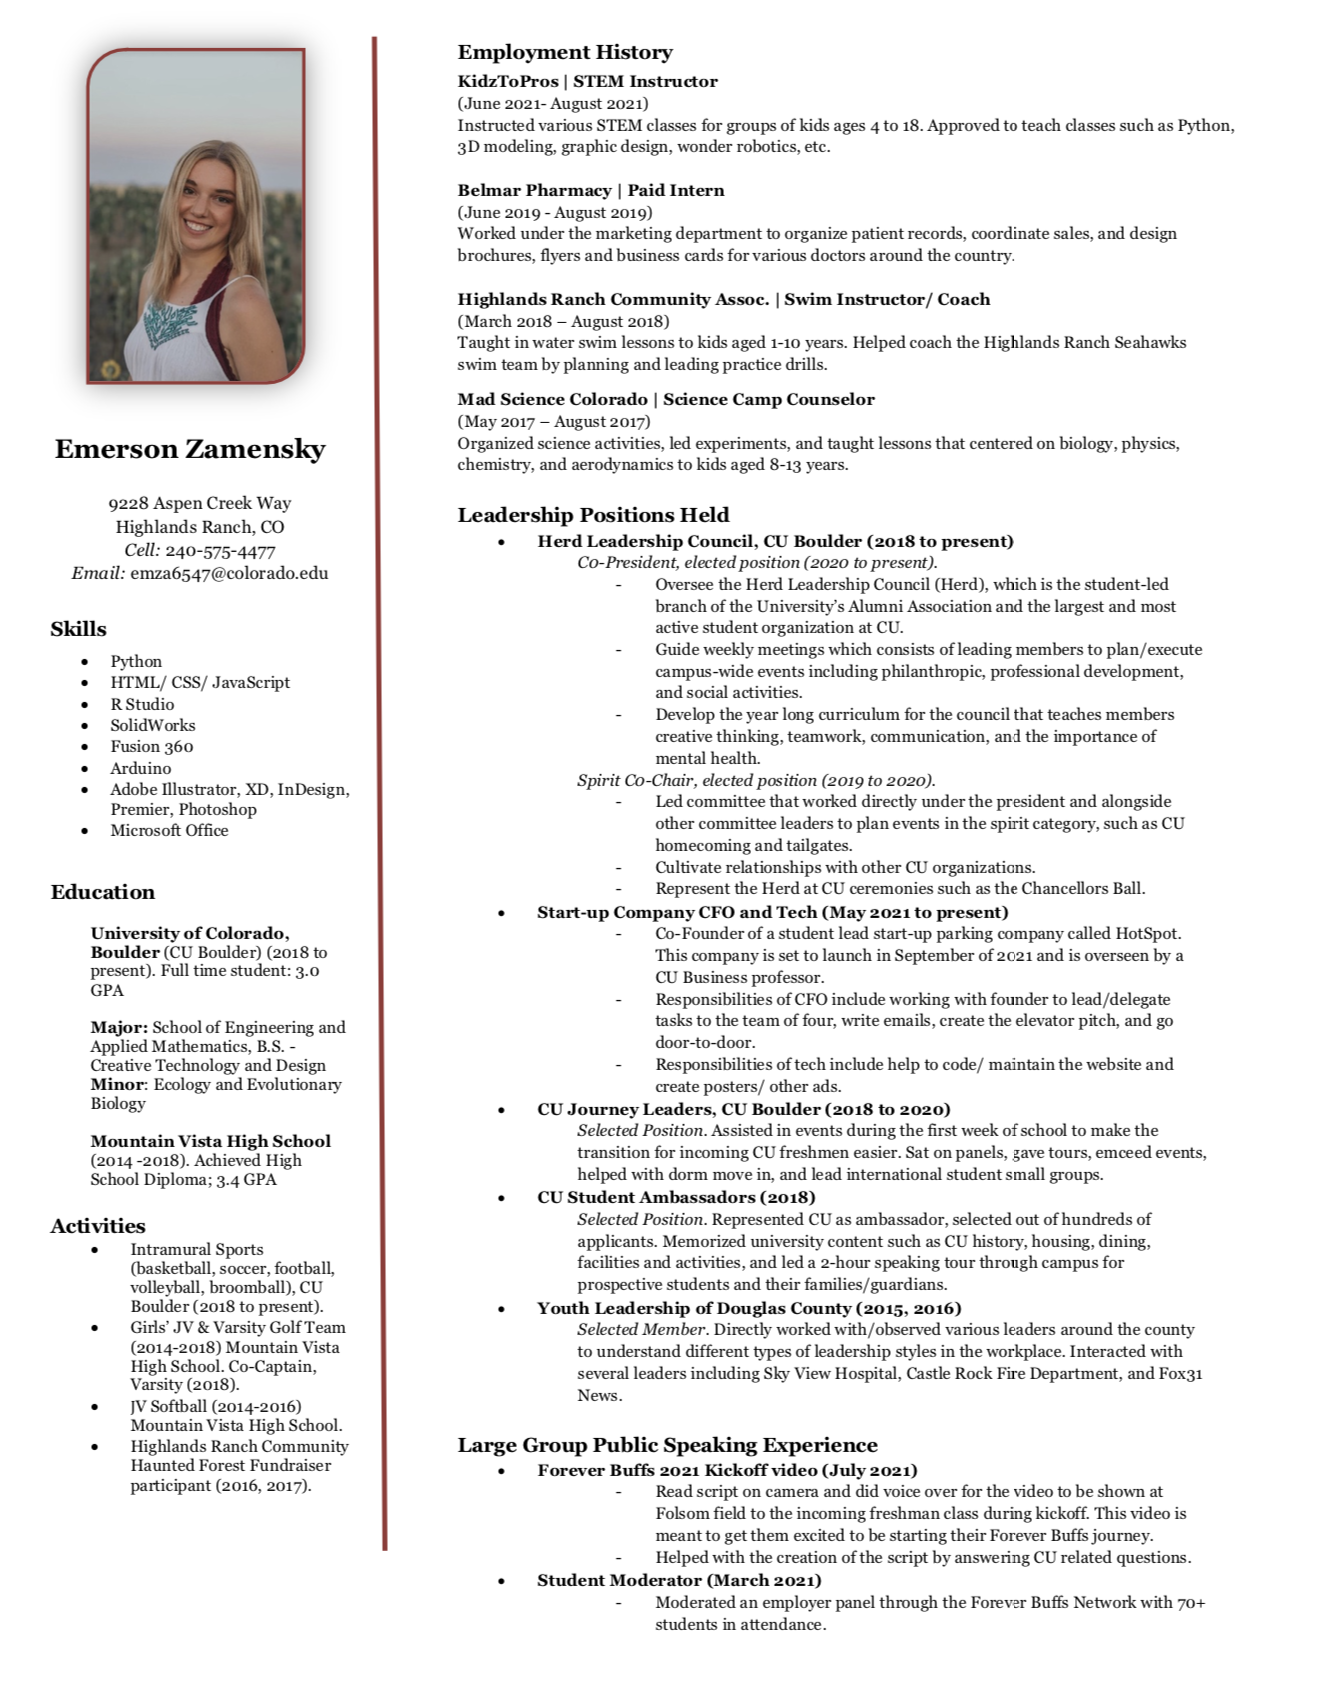 Emerson Zamensky
9228 Aspen Creek Way
Highlands Ranch, CO
Cell: 240-575-4477
Email: emza6547@colorado.edu
Skills
• Python
• HTML/ CSS/ JavaScript
• R Studio
• SolidWorks
• Fusion 360
• Arduino
• Adobe Illustrator, XD, InDesign,
Premier, Photoshop
• Microsoft Office
Education
University of Colorado,
Boulder (CU Boulder) (2018 to
present). Full time student: 3.0
GPA
Major: School of Engineering and
Applied Mathematics, B.S. -
Creative Technology and Design
Minor: Ecology and Evolutionary
Biology
Mountain Vista High School
(2014 -2018). Achieved High
School Diploma; 3.4 GPA
Activities
• Intramural Sports
(basketball, soccer, football,
volleyball, broomball), CU
Boulder (2018 to present).
• Girls’ JV & Varsity Golf Team
(2014-2018) Mountain Vista
High School. Co-Captain,
Varsity (2018).
• JV Softball (2014-2016)
Mountain Vista High School.
• Highlands Ranch Community
Haunted Forest Fundraiser
participant (2016, 2017).
Employment History
KidzToPros | STEM Instructor
(June 2021- August 2021)
Instructed various STEM classes for groups of kids ages 4 to 18. Approved to teach classes such as Python,
3D modeling, graphic design, wonder robotics, etc.
Belmar Pharmacy | Paid Intern
(June 2019 - August 2019)
Worked under the marketing department to organize patient records, coordinate sales, and design
brochures, flyers and business cards for various doctors around the country.
Highlands Ranch Community Assoc. | Swim Instructor/ Coach
(March 2018 – August 2018)
Taught in water swim lessons to kids aged 1-10 years. Helped coach the Highlands Ranch Seahawks
swim team by planning and leading practice drills.
Mad Science Colorado | Science Camp Counselor
(May 2017 – August 2017)
Organized science activities, led experiments, and taught lessons that centered on biology, physics,
chemistry, and aerodynamics to kids aged 8-13 years.
Leadership Positions Held
• Herd Leadership Council, CU Boulder (2018 to present)
Co-President, elected position (2020 to present).
- Oversee the Herd Leadership Council (Herd), which is the student-led
branch of the University’s Alumni Association and the largest and most
active student organization at CU.
- Guide weekly meetings which consists of leading members to plan/execute
campus-wide events including philanthropic, professional development,
and social activities.
- Develop the year long curriculum for the council that teaches members
creative thinking, teamwork, communication, and the importance of
mental health.
Spirit Co-Chair, elected position (2019 to 2020).
- Led committee that worked directly under the president and alongside
other committee leaders to plan events in the spirit category, such as CU
homecoming and tailgates.
- Cultivate relationships with other CU organizations.
- Represent the Herd at CU ceremonies such as the Chancellors Ball.
• Start-up Company CFO and Tech (May 2021 to present)
- Co-Founder of a student lead start-up parking company called HotSpot.
This company is set to launch in September of 2021 and is overseen by a
CU Business professor.
- Responsibilities of CFO include working with founder to lead/delegate
tasks to the team of four, write emails, create the elevator pitch, and go
door-to-door.
- Responsibilities of tech include help to code/ maintain the website and
create posters/ other ads.
• CU Journey Leaders, CU Boulder (2018 to 2020)
Selected Position. Assisted in events during the first week of school to make the
transition for incoming CU freshmen easier. Sat on panels, gave tours, emceed events,
helped with dorm move in, and lead international student small groups.
• CU Student Ambassadors (2018)
Selected Position. Represented CU as ambassador, selected out of hundreds of
applicants. Memorized university content such as CU history, housing, dining,
facilities and activities, and led a 2-hour speaking tour through campus for
prospective students and their families/guardians.
• Youth Leadership of Douglas County (2015, 2016)
Selected Member. Directly worked with/observed various leaders around the county
to understand different types of leadership styles in the workplace. Interacted with
several leaders including Sky View Hospital, Castle Rock Fire Department, and Fox31
News.
Large Group Public Speaking Experience
• Forever Buffs 2021 Kickoff video (July 2021)
- Read script on camera and did voice over for the video to be shown at
Folsom field to the incoming freshman class during kickoff. This video is
meant to get them excited to be starting their Forever Buffs journey.
- Helped with the creation of the script by answering CU related questions.
• Student Moderator (March 2021)
- Moderated an employer panel through the Forever Buffs Network with 70+
students in attendance.